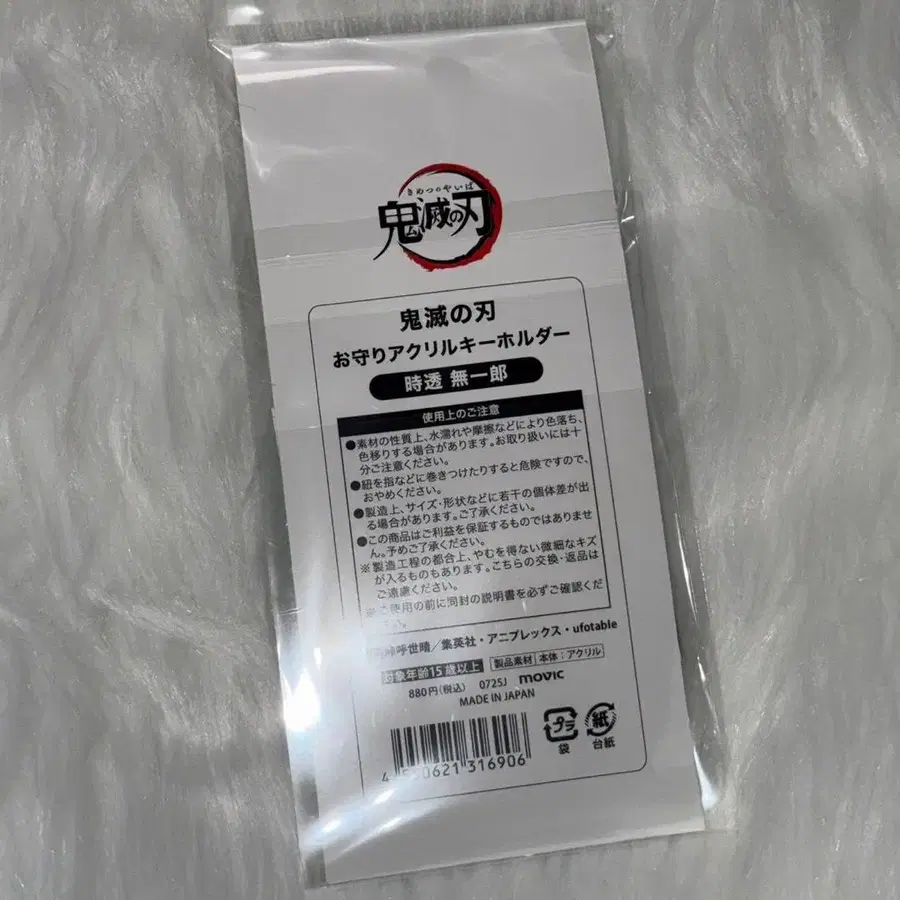 きめつのやいば
鬼滅の刃
鬼滅の刃
お守りアクリルキーホルダー
時透 無一郎
使用上のご注意
●素材の性質上、水濡れや摩擦などにより色落ち、
色移りする場合があります。お取り扱いには十
分ご注意ください。
●紐を指などに巻きつけたりすると危険ですので、
おやめください。
●製造上、サイズ・形状などに若干の個体差が出
る場合があります。ご了承ください。
●この商品はご利益を保証するものではありませ
ん。予めご了承ください。
※製造工程の都合上、やむを得ない微細なキズ
が入るものもあります。こちらの交換・返品は
ご遠慮ください。
※ご使用の前に同封の説明書を必ずご確認くだ
さい。
峠呼世晴／集英社・アニプレックス・ufotable
対象年齢15歳以上 製品素材 本体：アクリル
880円(税込) 0725J movic
MADE IN JAPAN
プラ 紙
袋 台紙
4 0621 316906